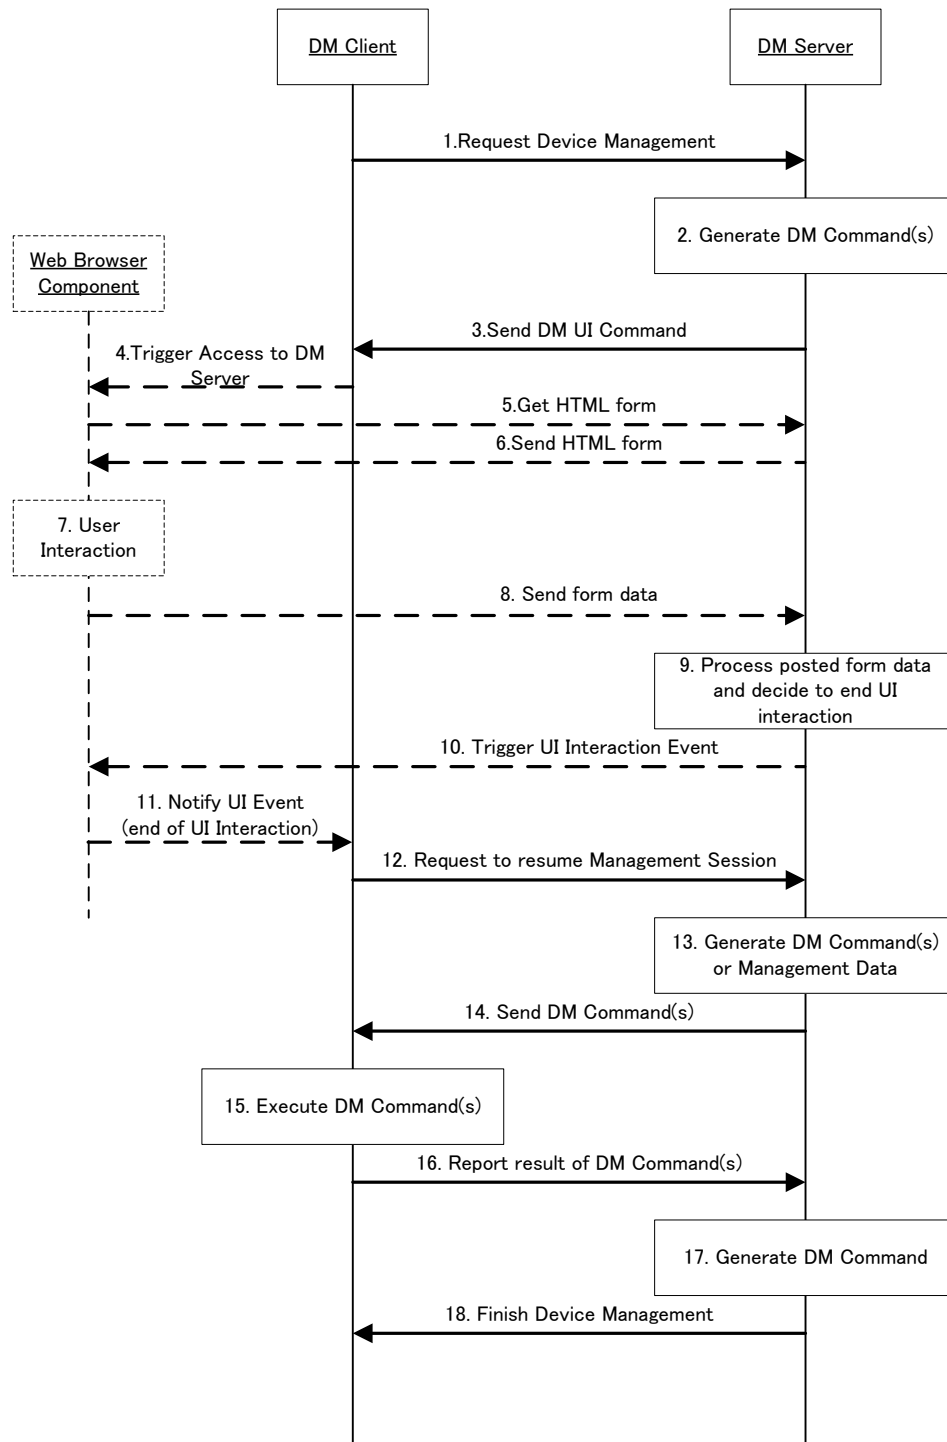 DM Client
DM Server
1.Request Device Management
2. Generate DM Command(s)
Web Browser
Component
3.Send DM UI Command
4.Trigger Access to DM
Server
5.Get HTML form
6.Send HTML form
7. User
Interaction
8. Send form data
9. Process posted form data
and decide to end UI
interaction
10. Trigger UI Interaction Event
11. Notify UI Event
(end of UI Interaction)
12. Request to resume Management Session
13. Generate DM Command(s)
or Management Data
14. Send DM Command(s)
15. Execute DM Command(s)
16. Report result of DM Command(s)
17. Generate DM Command
18. Finish Device Management